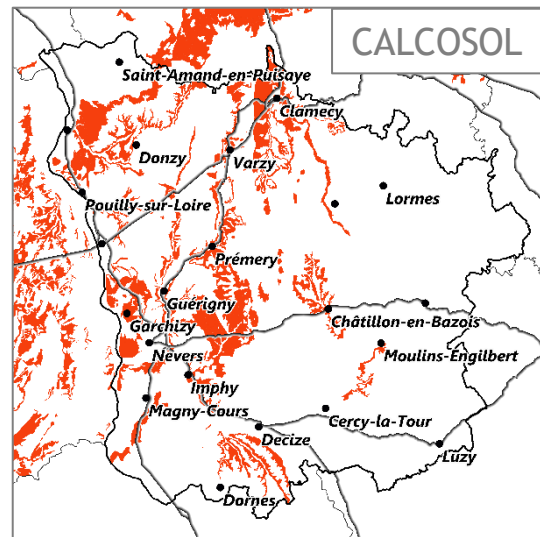 CALCOSOL
Saint-Amand-en-Puisaye
Clamecy
Donzy
Varzy
Lormes
Pouilly-sur-Loire
Prémery
Guérigny
Châtillon-en-Bazois
Garchizy
Nevers
Moulins-Engilbert
Imphy
Magny-Cours
Cercy-la-Tour
Decize
Luzy
Dornes